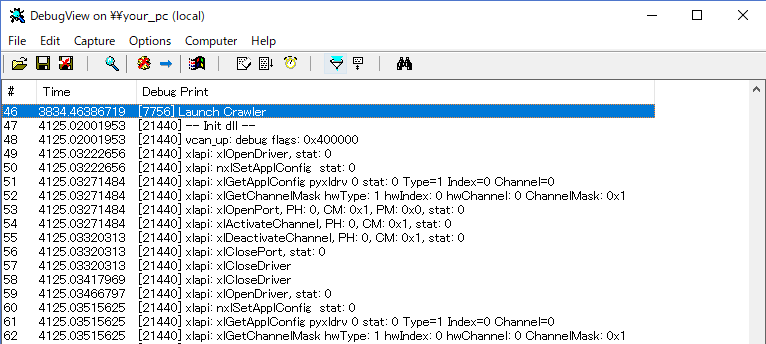 DebugView on ¥¥your_pc (local)
File Edit Capture Options Computer Help
# Time Debug Print
46 3834.46386719 [7756] Launch Crawler
47 4125.02001953 [21440] -- Init dll --
48 4125.02001953 [21440] vcan_up: debug flags: 0x400000
49 4125.03222656 [21440] xlapi: xlOpenDriver, stat: 0
50 4125.03222656 [21440] xlapi: nxlSetApplConfig stat: 0
51 4125.03271484 [21440] xlapi: xlGetApplConfig pyxldrv 0 stat: 0 Type=1 Index=0 Channel=0
52 4125.03271484 [21440] xlapi: xlGetChannelMask hwType: 1 hwIndex: 0 hwChannel: 0 ChannelMask: 0x1
53 4125.03271484 [21440] xlapi: xlOpenPort, PH: 0, CM: 0x1, PM: 0x0, stat: 0
54 4125.03271484 [21440] xlapi: xlActivateChannel, PH: 0, CM: 0x1, stat: 0
55 4125.03320313 [21440] xlapi: xlDeactivateChannel, PH: 0, CM: 0x1, stat: 0
56 4125.03320313 [21440] xlapi: xlClosePort, stat: 0
57 4125.03320313 [21440] xlapi: xlCloseDriver
58 4125.03417969 [21440] xlapi: xlCloseDriver
59 4125.03466797 [21440] xlapi: xlOpenDriver, stat: 0
60 4125.03515625 [21440] xlapi: nxlSetApplConfig stat: 0
61 4125.03515625 [21440] xlapi: xlGetApplConfig pyxldrv 0 stat: 0 Type=1 Index=0 Channel=0
62 4125.03515625 [21440] xlapi: xlGetChannelMask hwType: 1 hwIndex: 0 hwChannel: 0 ChannelMask: 0x1